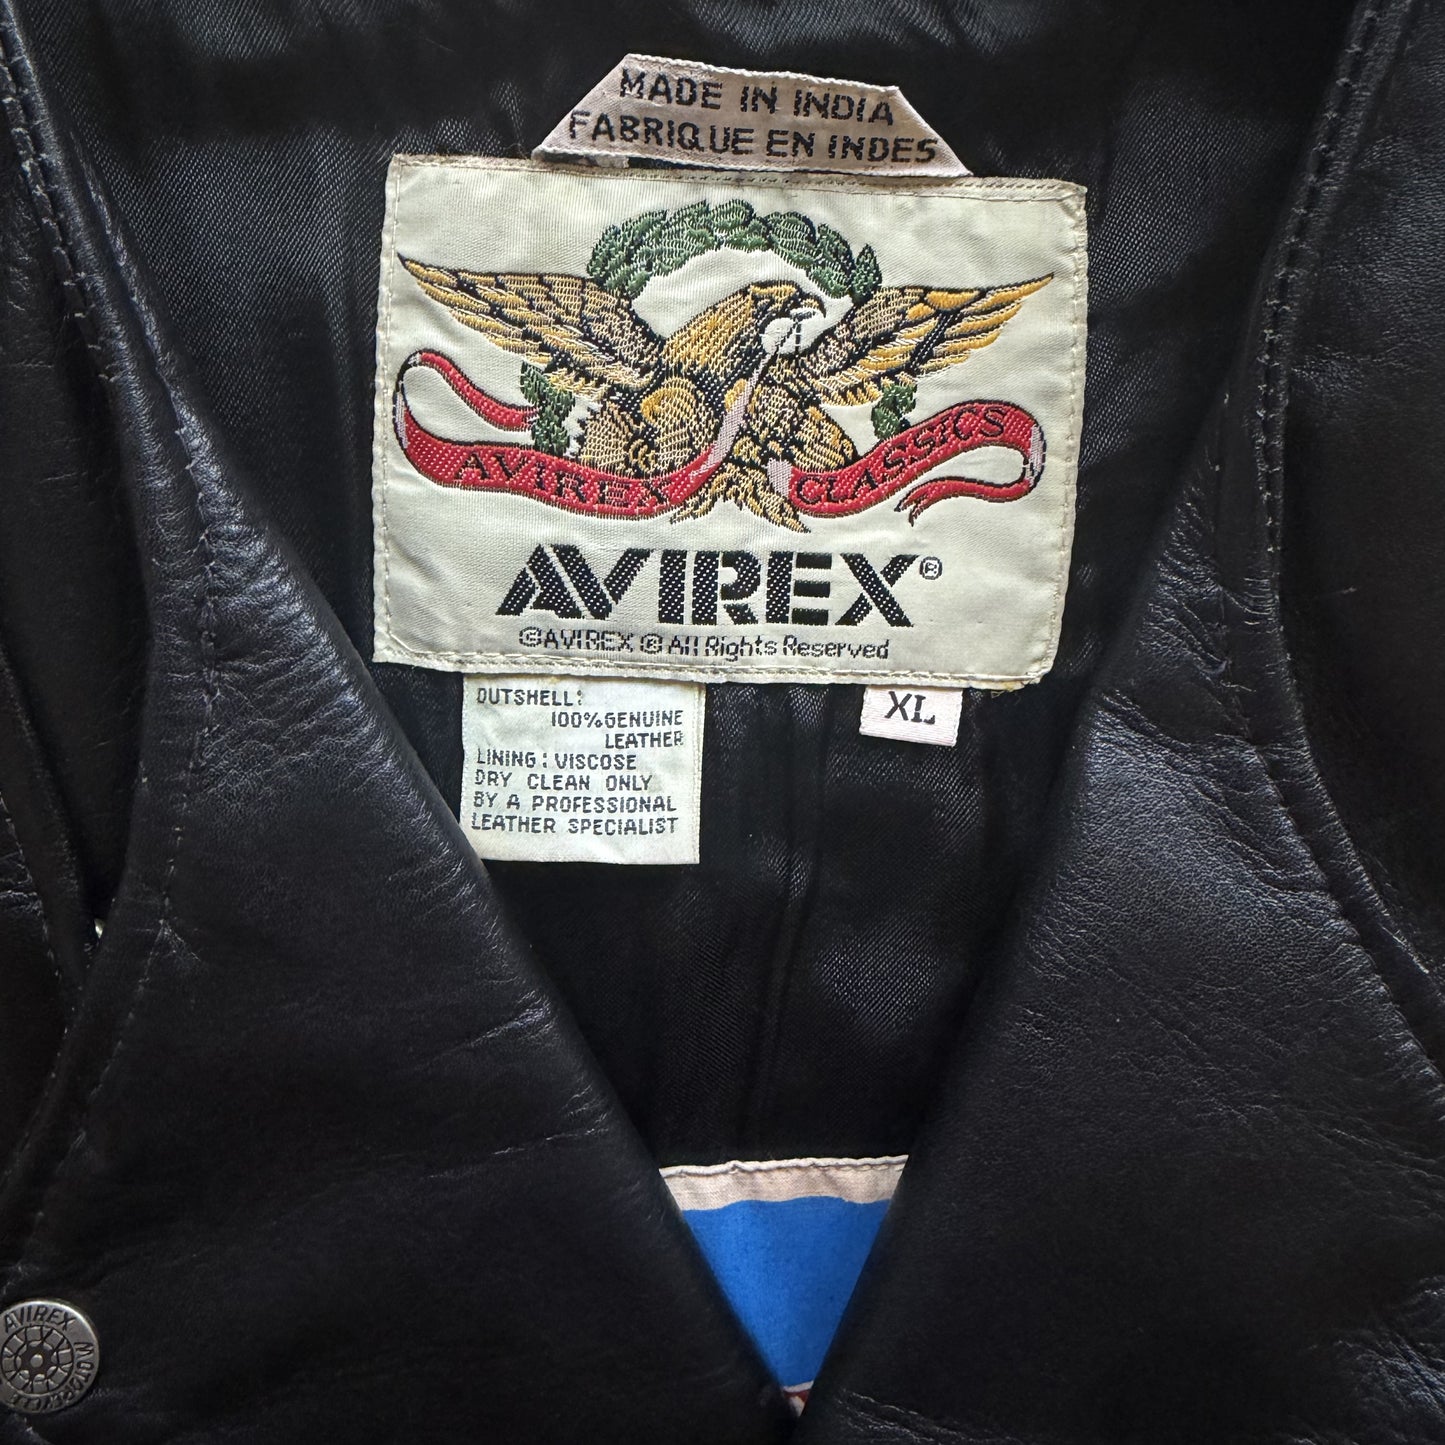 MADE IN INDIA
FABRIQUE EN INDES
AVIREX CLASSICS
AVIREX®
©AVIREX ® All Rights Reserved
OUTSHELL:
100% GENUINE
LEATHER
LINING: VISCOSE
DRY CLEAN ONLY
BY A PROFESSIONAL
LEATHER SPECIALIST
XL
AVIREX MOTORCYCLE